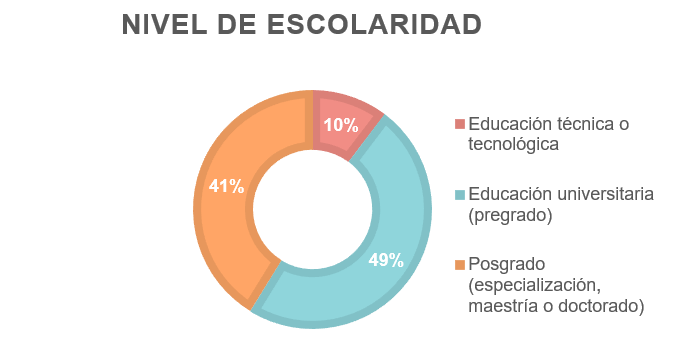 NIVEL DE ESCOLARIDAD
10%
41%
49%
Educación técnica o
tecnológica
Educación universitaria
(pregrado)
Posgrado
(especialización,
maestría o doctorado)